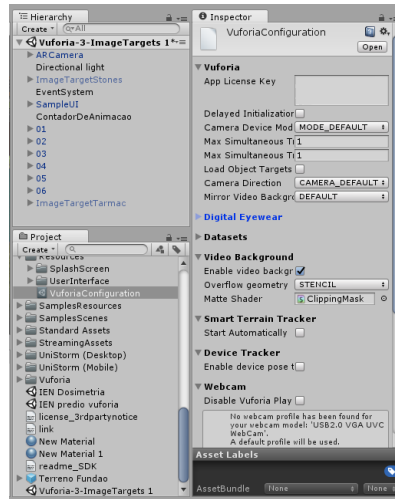 Hierarchy
Create
Q▾All
Vuforia-3-ImageTargets 1*
ARCamera
Directional light
ImageTargetStones
EventSystem
SampleUI
ContadorDeAnimacao
01
02
03
04
05
06
ImageTargetTarmac
Project
Create
Resources
SplashScreen
UserInterface
VuforiaConfiguration
SamplesResources
SamplesScenes
Standard Assets
StreamingAssets
UniStorm (Desktop)
UniStorm (Mobile)
Vuforia
IEN Dosimetria
IEN predio vuforia
license_3rdpartynotice
link
New Material
New Material 1
readme_SDK
Terreno Fundao
Vuforia-3-ImageTargets 1
Inspector
VuforiaConfiguration
Open
Vuforia
App License Key
Delayed Initialization
Camera Device Mod MODE_DEFAULT
Max Simultaneous Ti 1
Max Simultaneous Ti 1
Load Object Targets
Camera Direction CAMERA_DEFAULT
Mirror Video Backgr DEFAULT
Digital Eyewear
Datasets
Video Background
Enable video backgr
Overflow geometry STENCIL
Matte Shader ClippingMask
Smart Terrain Tracker
Start Automatically
Device Tracker
Enable device pose t
Webcam
Disable Vuforia Play
No webcam profile has been found for
your webcam model: 'USB2.0 VGA UVC
WebCam'.
A default profile will be used.
Asset Labels
AssetBundle None None